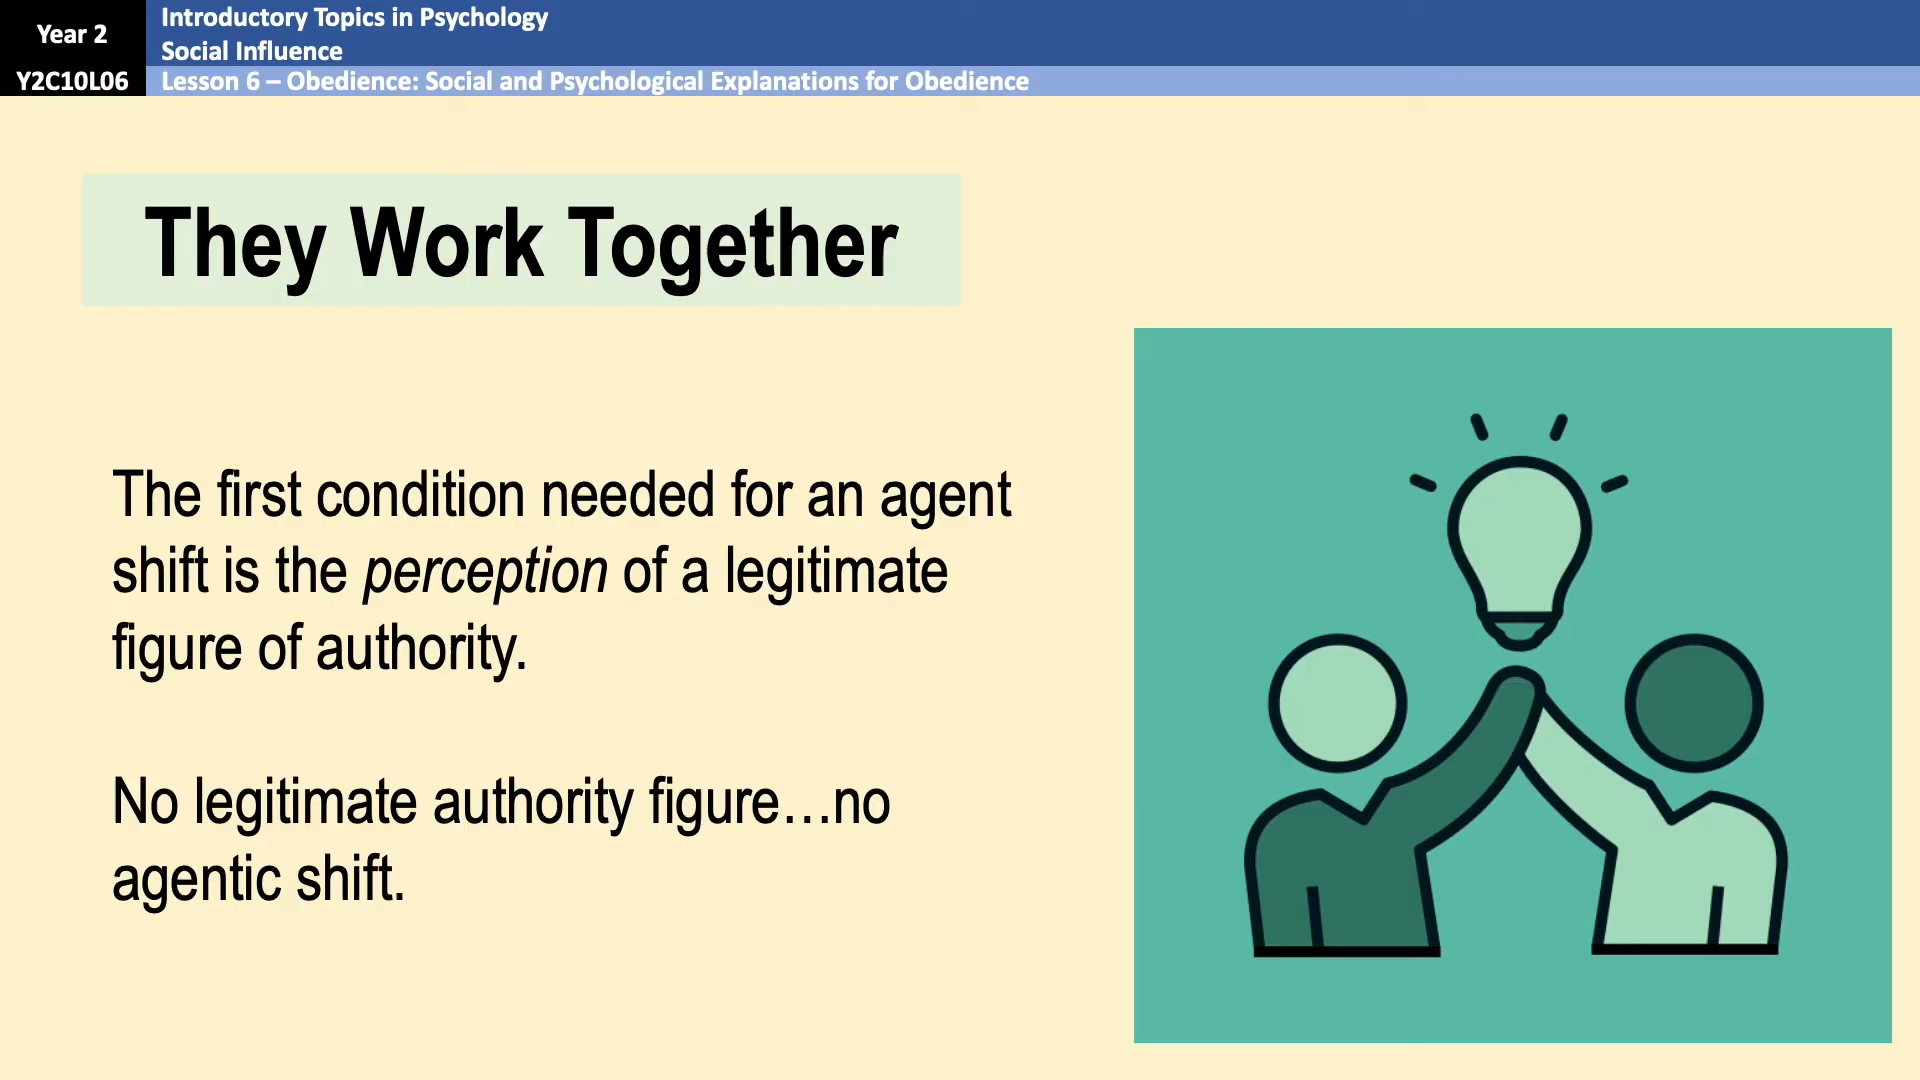 Year 2
Introductory Topics in Psychology
Social Influence
Y2C10L06
Lesson 6 – Obedience: Social and Psychological Explanations for Obedience
They Work Together
The first condition needed for an agent
shift is the perception of a legitimate
figure of authority.
No legitimate authority figure…no
agentic shift.